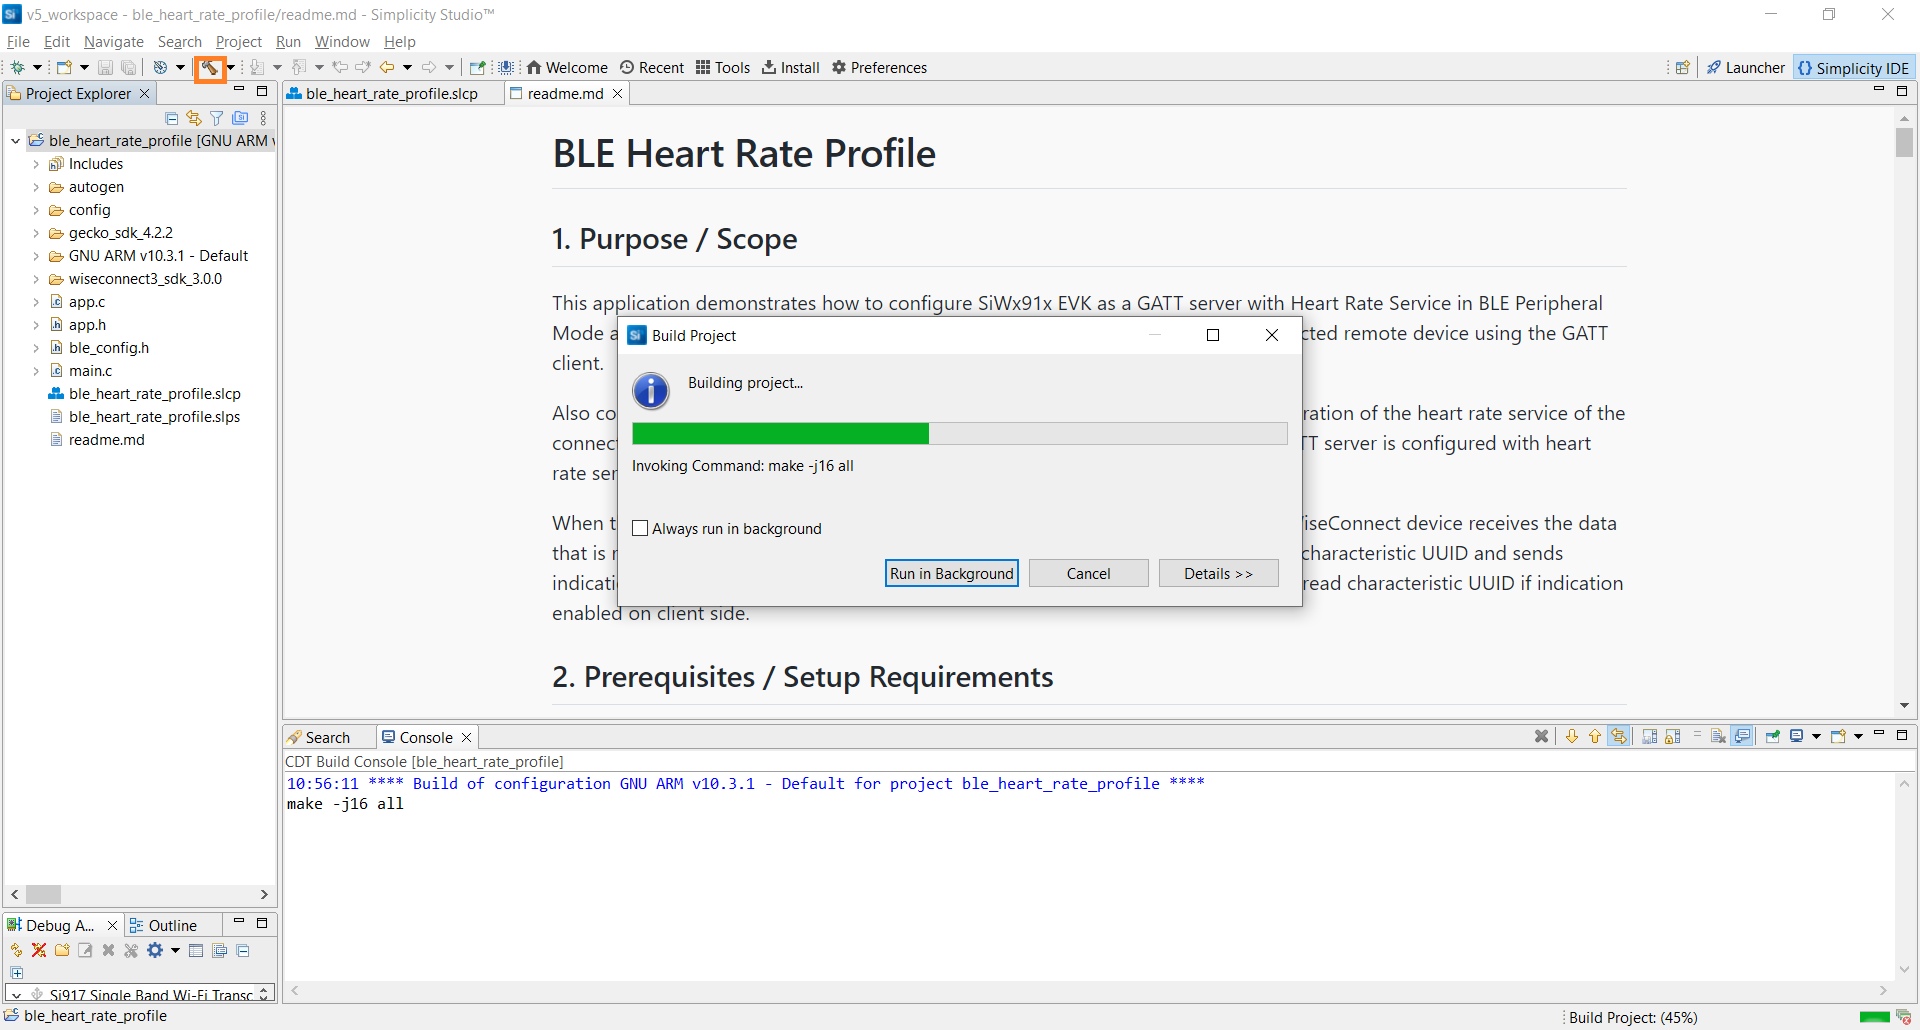 v5_workspace - ble_heart_rate_profile/readme.md - Simplicity Studio™
File Edit Navigate Search Project Run Window Help
Welcome Recent Tools Install Preferences Launcher {} Simplicity IDE
Project Explorer
ble_heart_rate_profile [GNU ARM v
Includes
autogen
config
gecko_sdk_4.2.2
GNU ARM v10.3.1 - Default
wiseconnect3_sdk_3.0.0
app.c
app.h
ble_config.h
main.c
ble_heart_rate_profile.slcp
ble_heart_rate_profile.slps
readme.md
ble_heart_rate_profile.slcp readme.md
BLE Heart Rate Profile
1. Purpose / Scope
This application demonstrates how to configure SiWx91x EVK as a GATT server with Heart Rate Service in BLE Peripheral
Mode a cted remote device using the GATT
client.
Also co ration of the heart rate service of the
connect TT server is configured with heart
rate ser
When t iseConnect device receives the data
that is r characteristic UUID and sends
indicati read characteristic UUID if indication
enabled on client side.
2. Prerequisites / Setup Requirements
Si Build Project
Building project...
Invoking Command: make -j16 all
Always run in background
Run in Background Cancel Details >>
Search Console
CDT Build Console [ble_heart_rate_profile]
10:56:11 **** Build of configuration GNU ARM v10.3.1 - Default for project ble_heart_rate_profile ****
make -j16 all
Debug A... Outline
Si917 Single Band Wi-Fi Transc
ble_heart_rate_profile
Build Project: (45%)